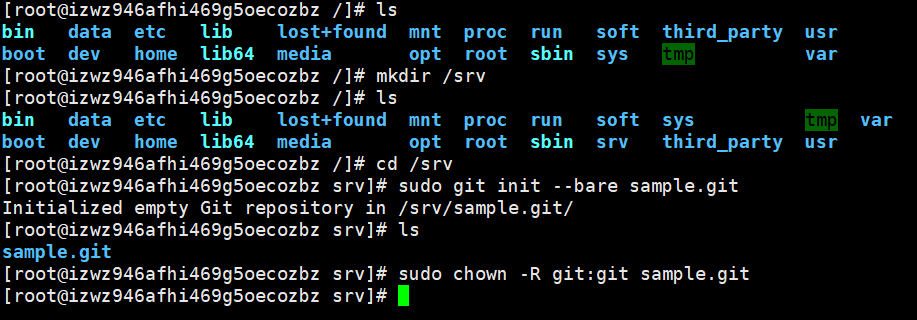 [root@izwz946afhi469g5oecozbz /]# ls
bin   data  etc   lib    lost+found  mnt  proc  run   soft  third_party  usr
boot  dev   home  lib64  media       opt  root  sbin  sys   tmp          var
[root@izwz946afhi469g5oecozbz /]# mkdir /srv
[root@izwz946afhi469g5oecozbz /]# ls
bin   data  etc   lib    lost+found  mnt  proc  run   soft  sys          tmp  var
boot  dev   home  lib64  media       opt  root  sbin  srv   third_party  usr
[root@izwz946afhi469g5oecozbz /]# cd /srv
[root@izwz946afhi469g5oecozbz srv]# sudo git init --bare sample.git
Initialized empty Git repository in /srv/sample.git/
[root@izwz946afhi469g5oecozbz srv]# ls
sample.git
[root@izwz946afhi469g5oecozbz srv]# sudo chown -R git:git sample.git
[root@izwz946afhi469g5oecozbz srv]#